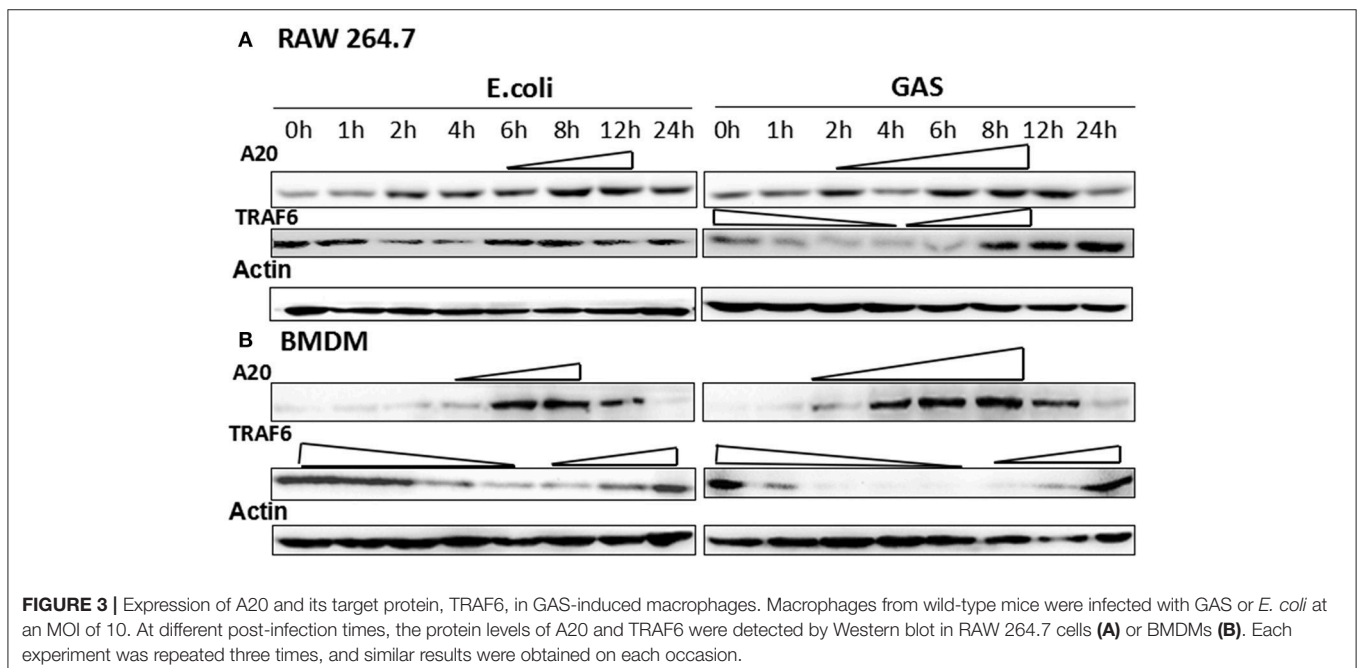 A RAW 264.7
E.coli GAS
0h 1h 2h 4h 6h 8h 12h 24h 0h 1h 2h 4h 6h 8h 12h 24h
A20
TRAF6
Actin
B BMDM
A20
TRAF6
Actin
FIGURE 3 | Expression of A20 and its target protein, TRAF6, in GAS-induced macrophages. Macrophages from wild-type mice were infected with GAS or E. coli at
an MOI of 10. At different post-infection times, the protein levels of A20 and TRAF6 were detected by Western blot in RAW 264.7 cells (A) or BMDMs (B). Each
experiment was repeated three times, and similar results were obtained on each occasion.